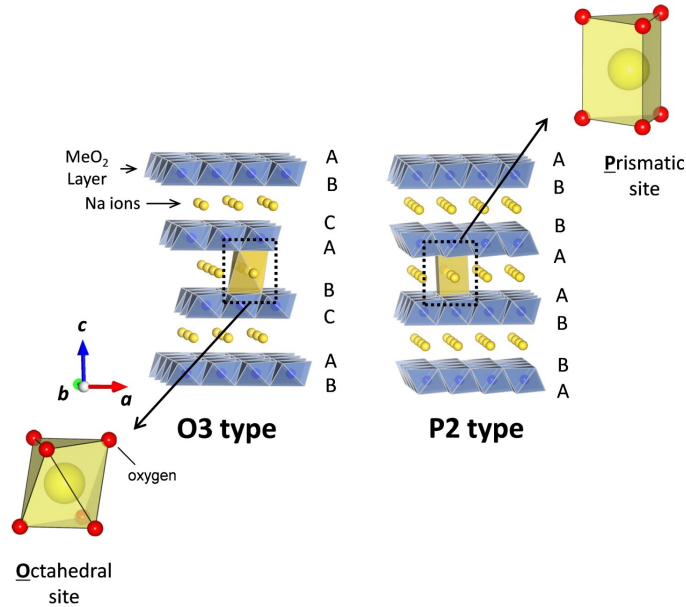 MeO2
Layer
Na ions
A
B
C
A
B
C
A
B
A
B
B
A
A
B
B
A
Prismatic
site
c
b
a
O3 type
P2 type
oxygen
Octahedral
site